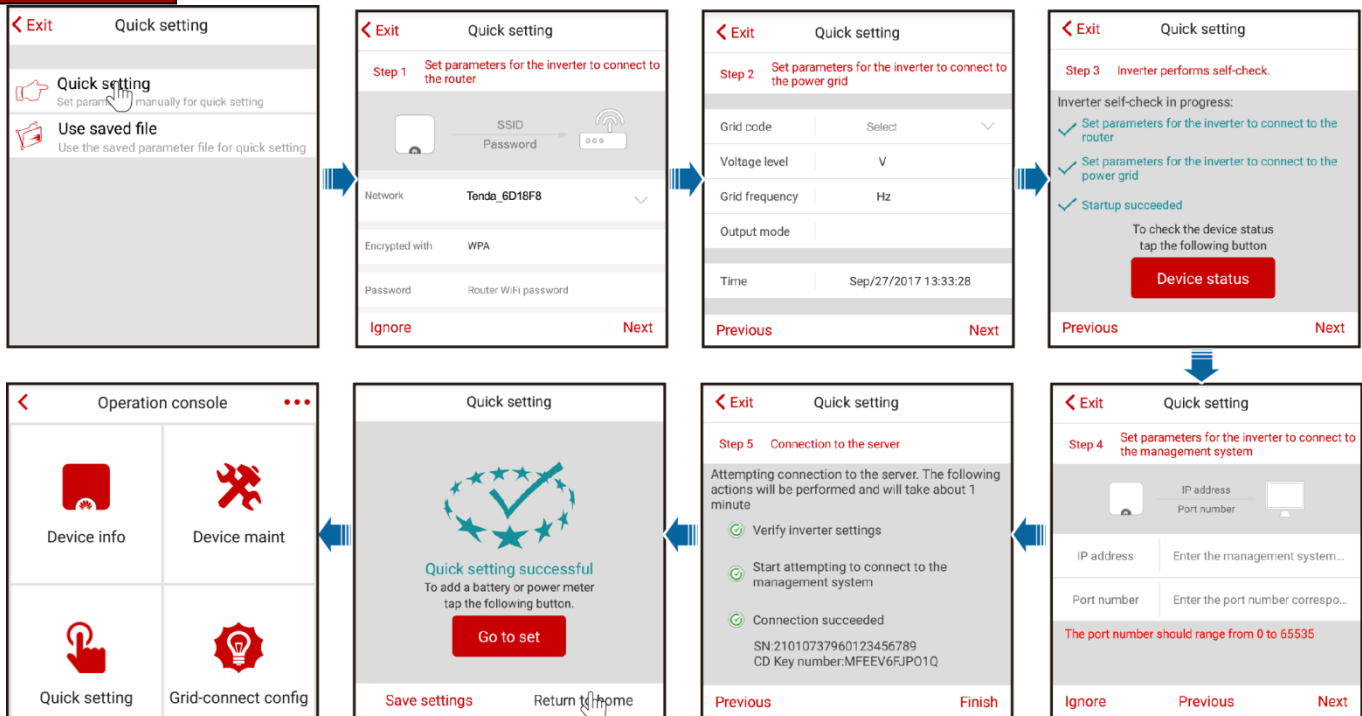 Exit
Quick setting
Quick setting
Set parameters manually for quick setting
Use saved file
Use the saved parameter file for quick setting
Exit
Quick setting
Step 1
Set parameters for the inverter to connect to
the router
SSID
Password
Network
Tenda_6D18F8
Encrypted with
WPA
Password
Router WiFi password
Ignore
Next
Exit
Quick setting
Step 2
Set parameters for the inverter to connect to
the power grid
Grid code
Select
Voltage level
V
Grid frequency
Hz
Output mode
Time
Sep/27/2017 13:33:28
Previous
Next
Exit
Quick setting
Step 3
Inverter performs self-check.
Inverter self-check in progress:
Set parameters for the inverter to connect to the
router
Set parameters for the inverter to connect to the
power grid
Startup succeeded
To check the device status
tap the following button
Device status
Previous
Next
Exit
Quick setting
Step 4
Set parameters for the inverter to connect to
the management system
IP address
Port number
IP address
Enter the management system...
Port number
Enter the port number correspo...
The port number should range from 0 to 65535
Ignore
Previous
Next
Exit
Quick setting
Step 5
Connection to the server
Attempting connection to the server. The following
actions will be performed and will take about 1
minute
Verify inverter settings
Start attempting to connect to the
management system
Connection succeeded
SN:21010737960123456789
CD Key number:MFEEV6FJPO1Q
Previous
Finish
Quick setting
Quick setting successful
To add a battery or power meter
tap the following button.
Go to set
Save settings
Return to home
Operation console
Device info
Device maint
Quick setting
Grid-connect config